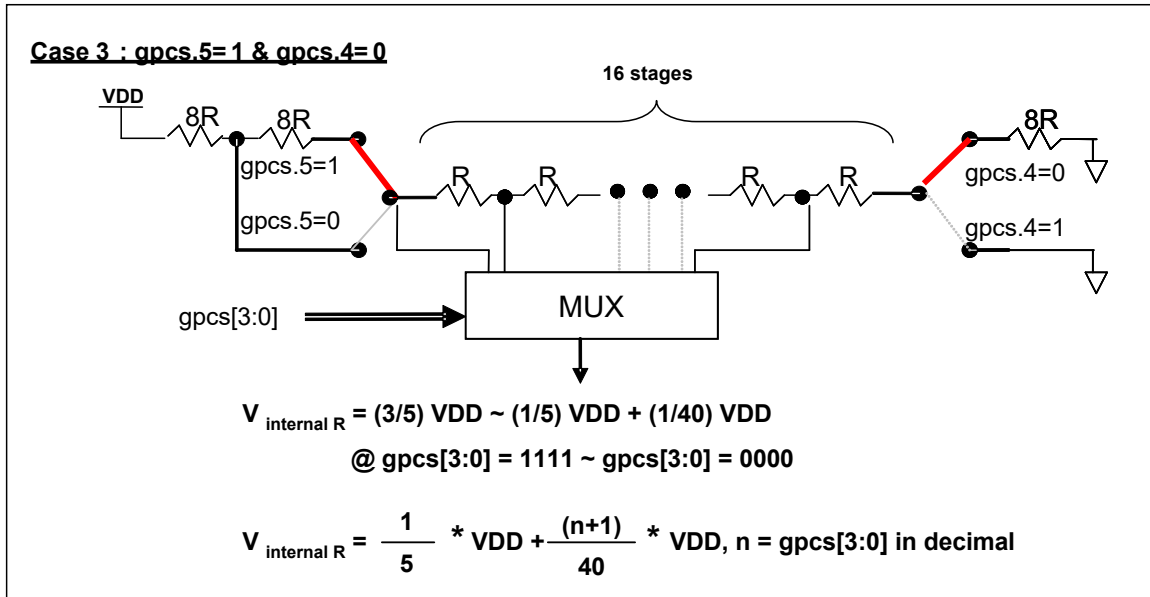 Case 3 : gpcs.5= 1 & gpcs.4= 0
16 stages
VDD
8R
8R
8R
gpcs.5=1
gpcs.4=0
R
R
R
R
gpcs.5=0
gpcs.4=1
gpcs[3:0]
MUX
V internal R = (3/5) VDD ~ (1/5) VDD + (1/40) VDD
@ gpcs[3:0] = 1111 ~ gpcs[3:0] = 0000
V internal R = 1/5 * VDD + (n+1)/40 * VDD, n = gpcs[3:0] in decimal